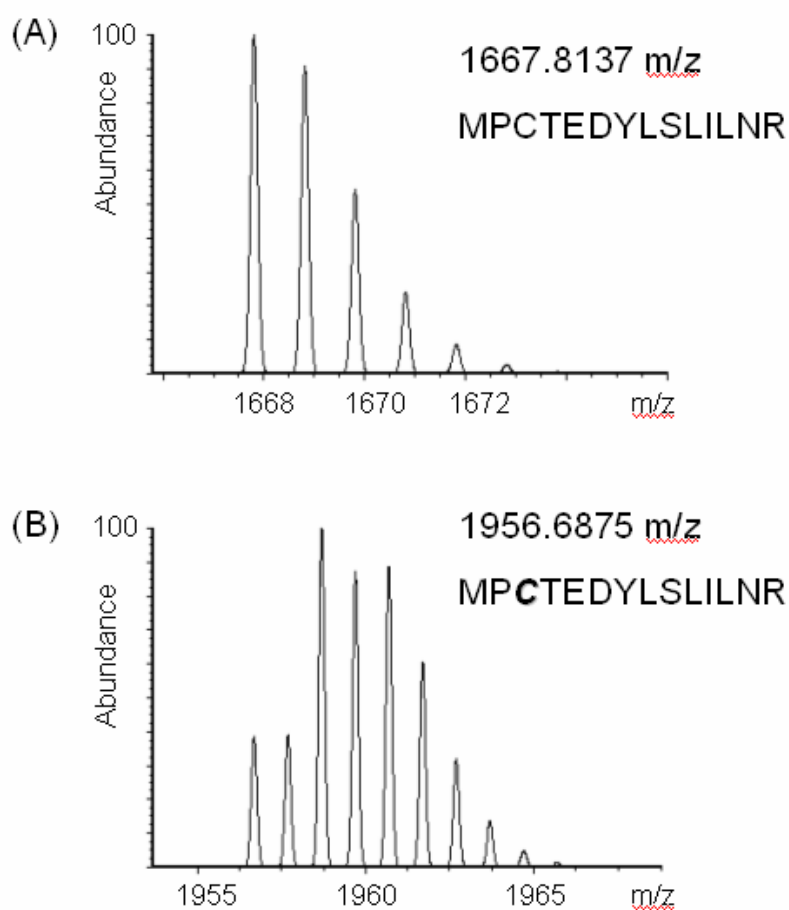 (A)
100
1667.8137 m/z
MPCTEDYLSLILNR
Abundance
1668 1670 1672 m/z
(B)
100
1956.6875 m/z
MPCTEDYLSLILNR
Abundance
1955 1960 1965 m/z